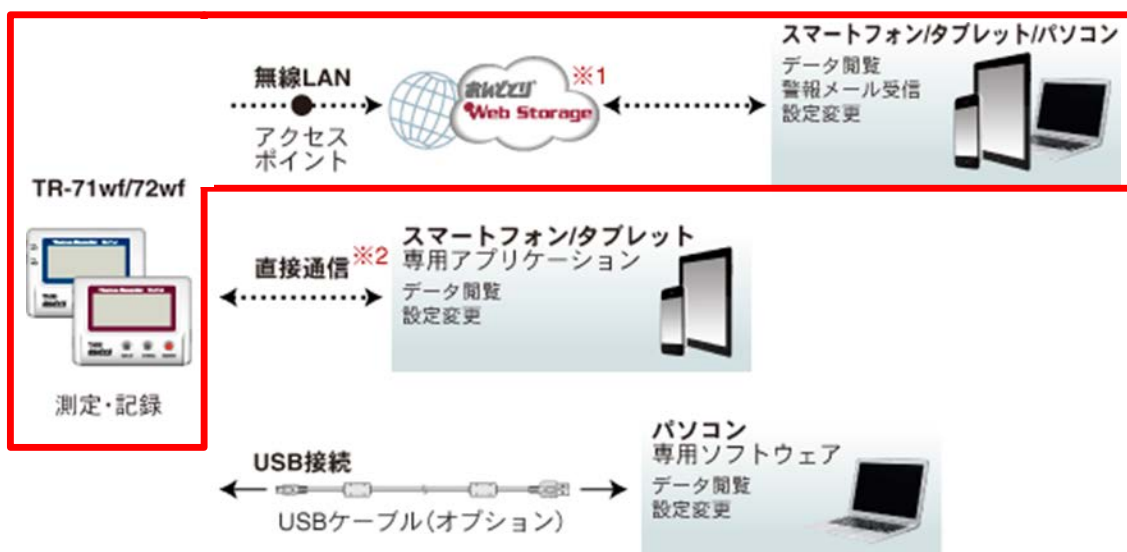 TR-71wf/72wf
測定・記録
無線LAN
アクセス
ポイント
おんどとり
Web Storage
※1
スマートフォン/タブレット/パソコン
データ閲覧
警報メール受信
設定変更
直接通信※2
スマートフォン/タブレット
専用アプリケーション
データ閲覧
設定変更
USB接続
USBケーブル(オプション)
パソコン
専用ソフトウェア
データ閲覧
設定変更